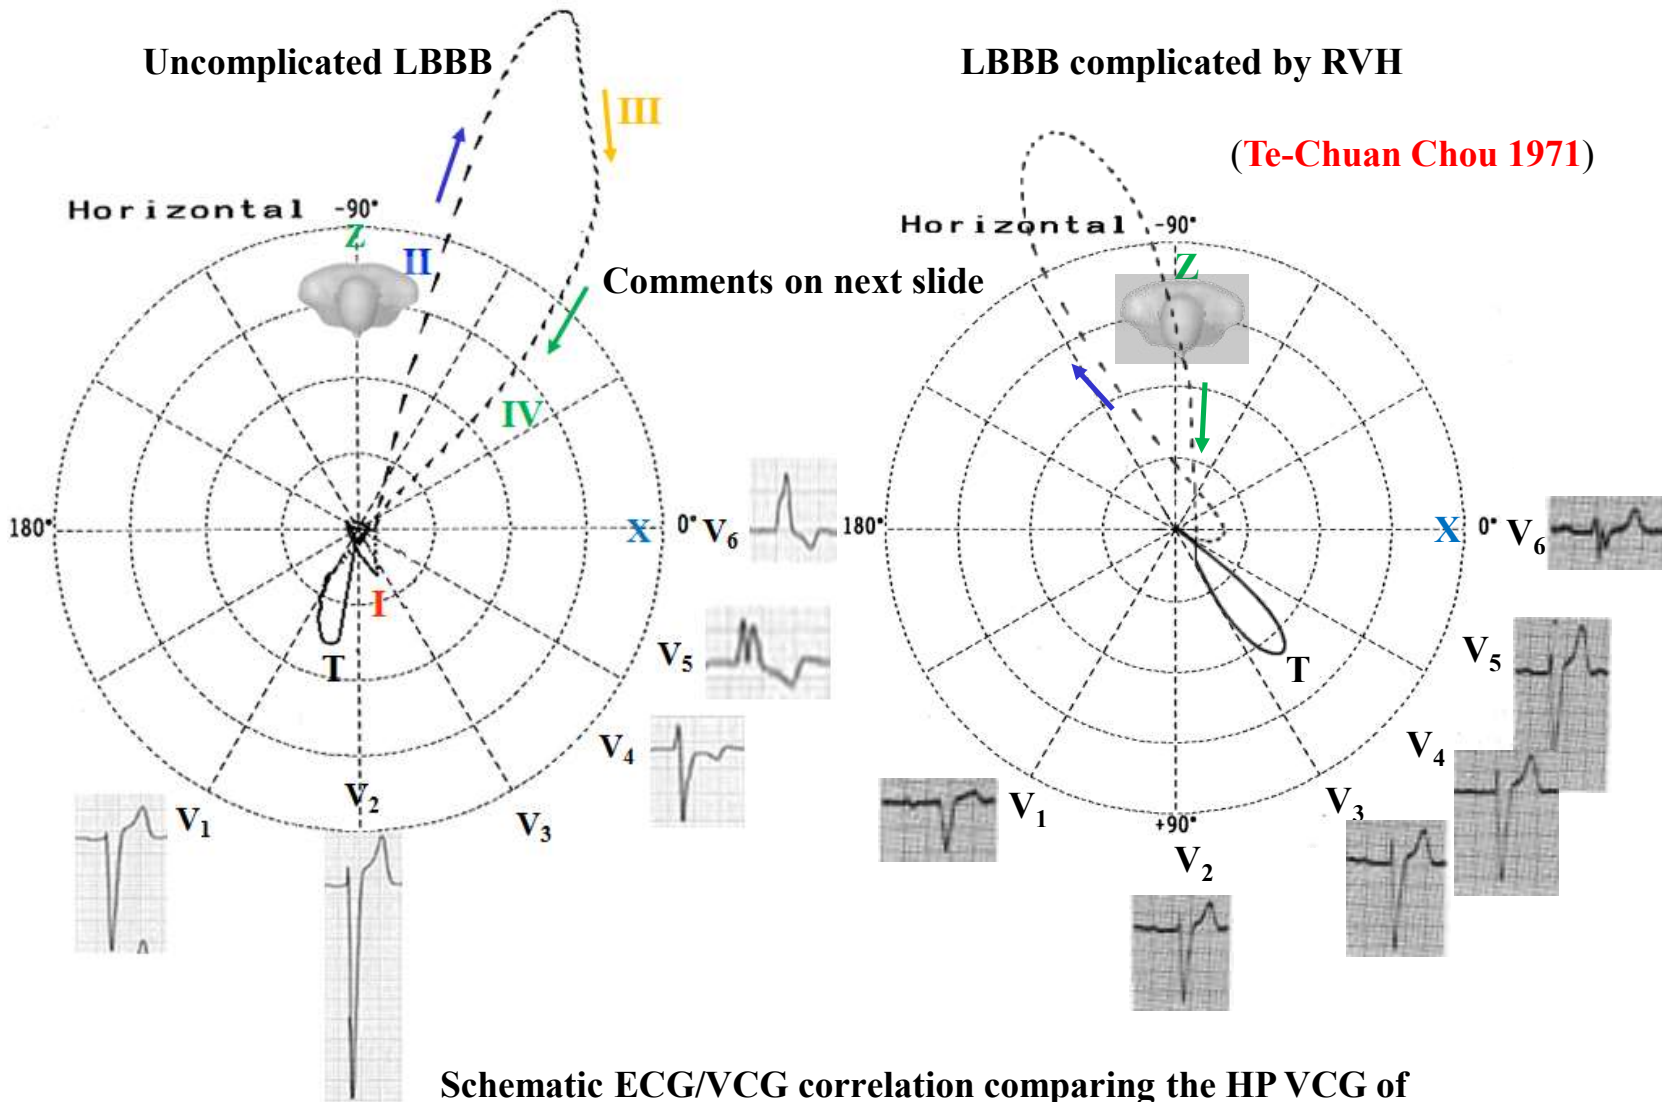 Uncomplicated LBBB
LBBB complicated by RVH
(Te-Chuan Chou 1971)
III
Horizontal -90°
Z
II
Comments on next slide
IV
180°
X
0°
V6
I
T
V5
V4
V1
V2
V3
Horizontal -90°
Z
180°
X
0°
V6
T
V5
V4
V1
V3
+90°
V2
Schematic ECG/VCG correlation comparing the HP VCG of